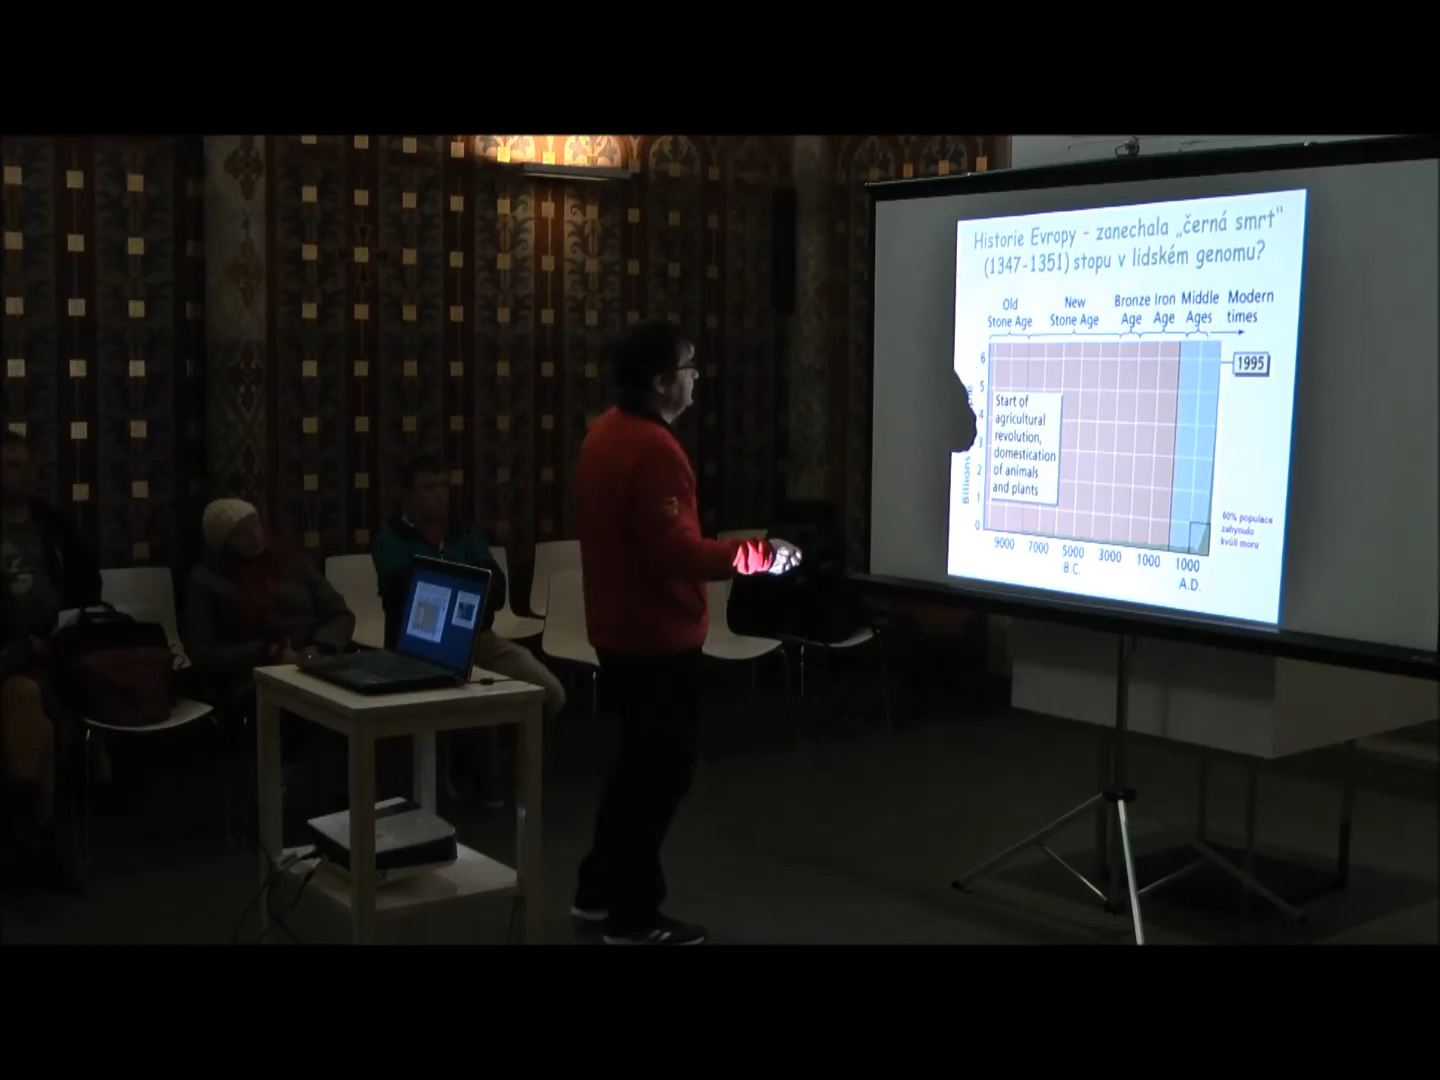 Historie Evropy - zanechala „černá smrt"
(1347-1351) stopu v lidském genomu?
Old
Stone Age
New
Stone Age
Bronze
Age
Iron
Age
Middle
Ages
Modern
times
6
5
4
3
2
1
0
Billions
1995
Start of
agricultural
revolution,
domestication
of animals
and plants
60% populace
zahynulo
kvůli moru
9000 7000 5000 3000 1000 1000
B.C. A.D.